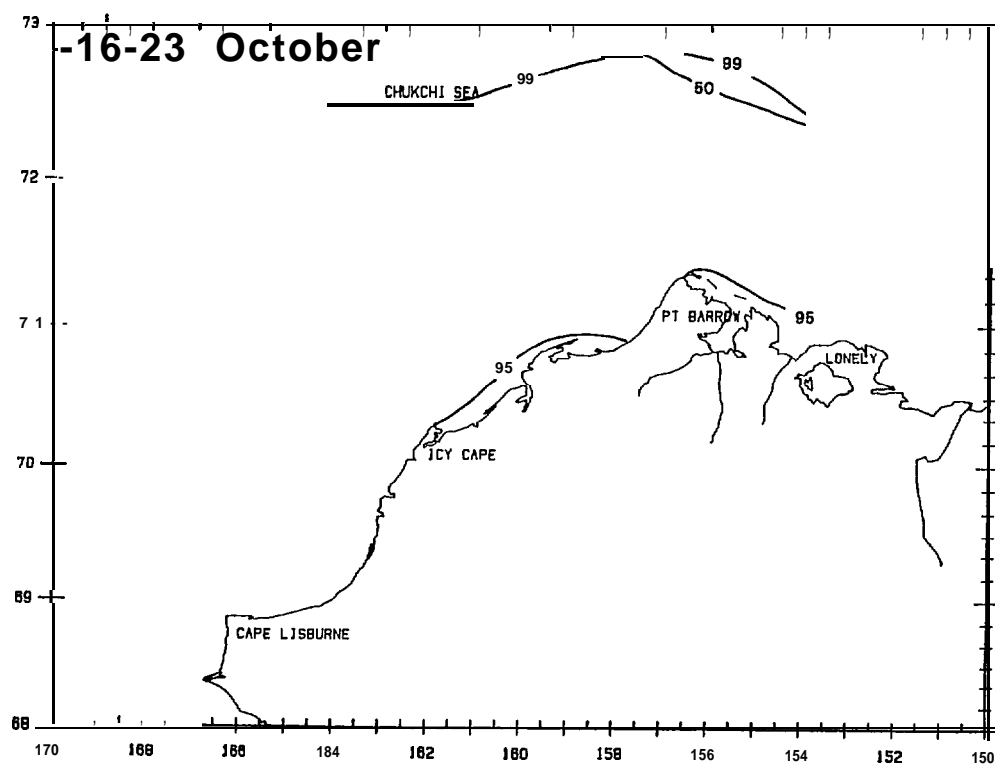 73
-16-23 October
99
CHUKCHI SEA
99
50
72
71
PT BARROW
95
LONELY
95
ICY CAPE
70
69
CAPE LISBURNE
68
170 168 166 164 162 160 158 156 154 152 150